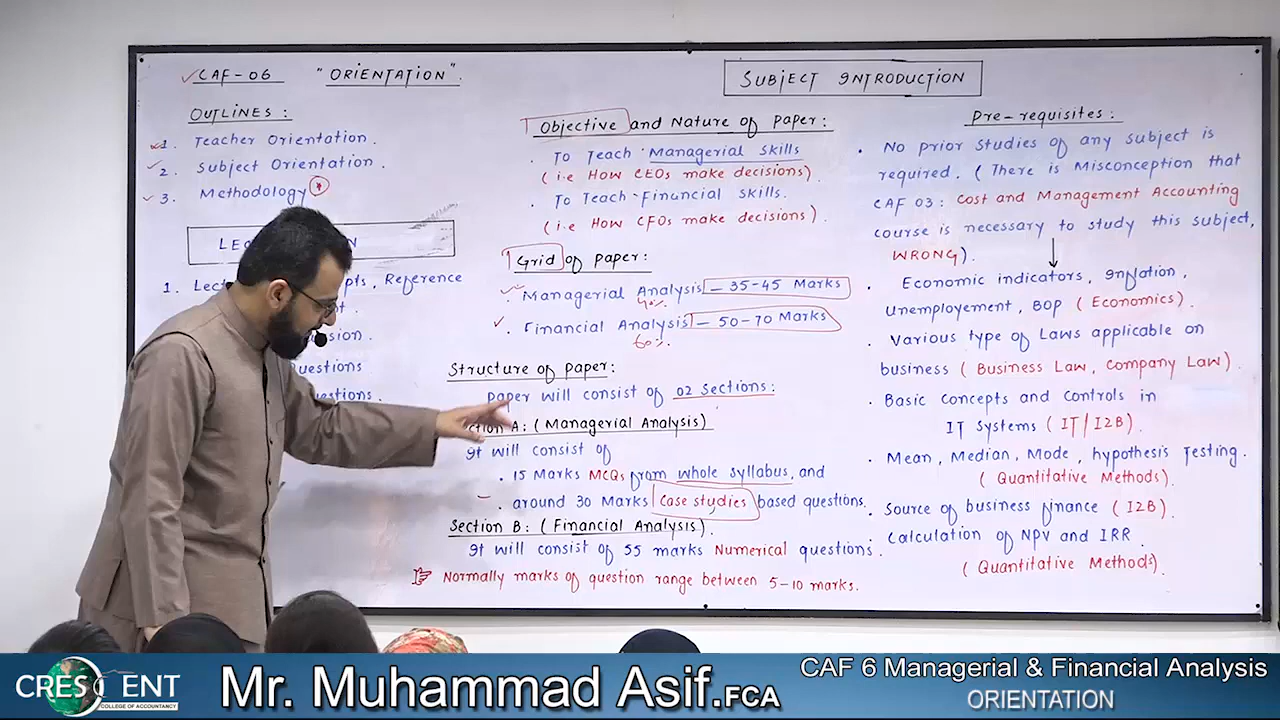 CAF-06 "ORIENTATION".
OUTLINES:
1. Teacher Orientation.
2. Subject Orientation.
3. Methodology
1. Reference
Questions
SUBJECT INTRODUCTION
Objective and Nature of paper:
. To Teach Managerial skills
(i.e How CEOs make decisions).
. To Teach Financial skills.
(i.e How CFOs make decisions).
Grid of paper:
. Managerial Analysis - 35-45 Marks
40%
. Financial Analysis - 50-70 Marks
60%
Structure of paper:
paper will consist of 02 Sections:
A: (Managerial Analysis)
It will consist of
. 15 Marks MCQs from whole syllabus, and
. around 30 Marks Case studies based questions.
Section B: (Financial Analysis).
It will consist of 55 marks Numerical questions.
Normally marks of question range between 5-10 marks.
Pre-requisites:
. No prior studies of any subject is
required. (There is Misconception that
CAF 03: Cost and Management Accounting
course is necessary to study this subject,
WRONG).
. Economic indicators, Inflation,
Unemployement, BOP (Economics).
. Various type of Laws applicable on
business (Business Law, Company Law).
. Basic concepts and controls in
IT Systems (IT/I2B).
. Mean, Median, Mode, hypothesis Testing.
(Quantitative Methods).
. Source of business finance (I2B).
. Calculation of NPV and IRR.
(Quantitative Methods).
CRESCENT
COLLEGE OF ACCOUNTANCY
Mr. Muhammad Asif.FCA
CAF 6 Managerial & Financial Analysis
ORIENTATION